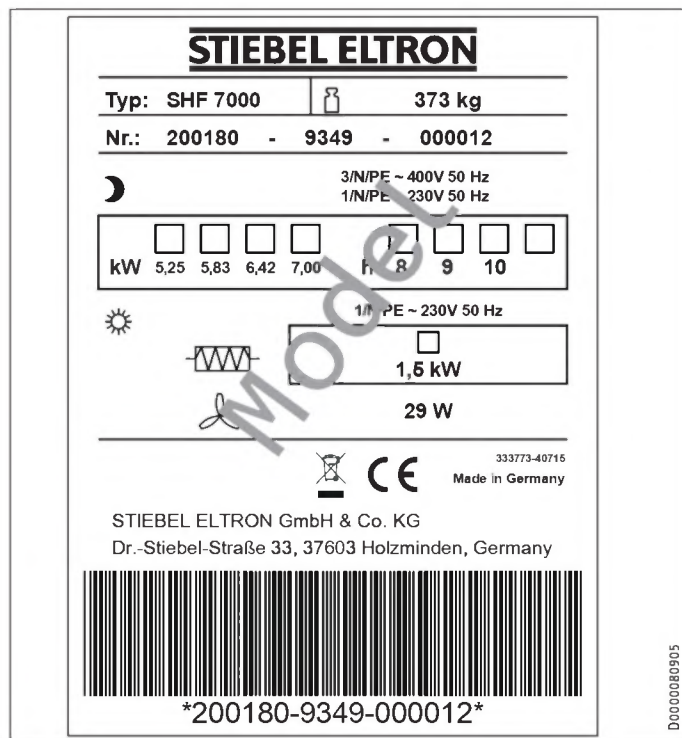 STIEBEL ELTRON
Typ: SHF 7000 373 kg
Nr.: 200180 - 9349 - 000012
3/N/PE ~ 400V 50 Hz
1/N/PE ~ 230V 50 Hz
kW 5,25 5,83 6,42 7,00 h 8 9 10
1/N/PE ~ 230V 50 Hz
1,5 kW
29 W
Model
CE
333773-40715
Made in Germany
STIEBEL ELTRON GmbH & Co. KG
Dr.-Stiebel-Straße 33, 37603 Holzminden, Germany
*200180-9349-000012*
D0000080905